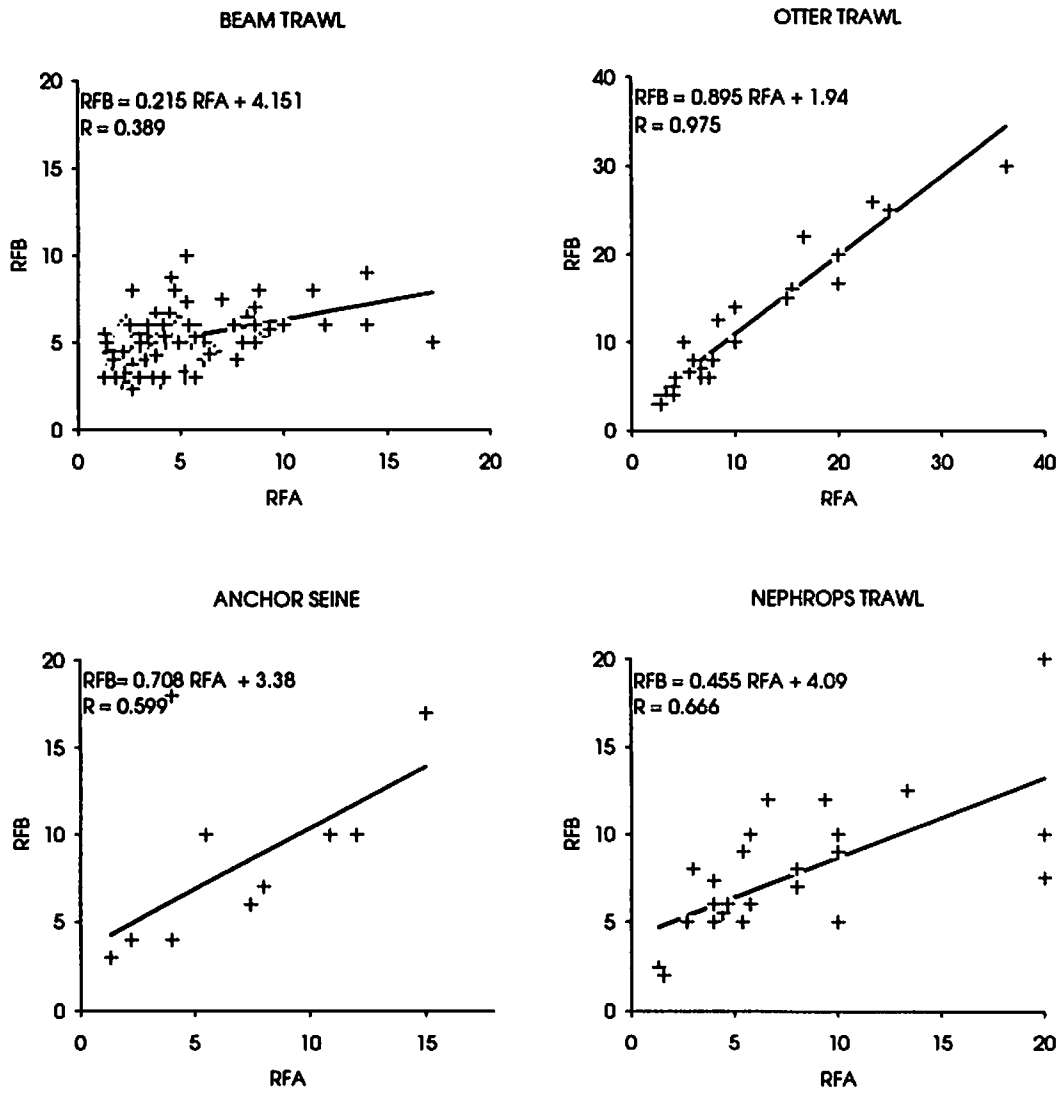 BEAM TRAWL
RFB = 0.215 RFA + 4.151
R = 0.389
20
15
10
5
0
RFB
0 5 10 15 20
RFA
OTTER TRAWL
RFB = 0.895 RFA + 1.94
R = 0.975
40
30
20
10
0
RFB
0 10 20 30 40
RFA
ANCHOR SEINE
RFB= 0.708 RFA + 3.38
R = 0.599
20
15
10
5
0
RFB
0 5 10 15
RFA
NEPHROPS TRAWL
RFB = 0.455 RFA + 4.09
R = 0.666
20
15
10
5
0
RFB
0 5 10 15 20
RFA